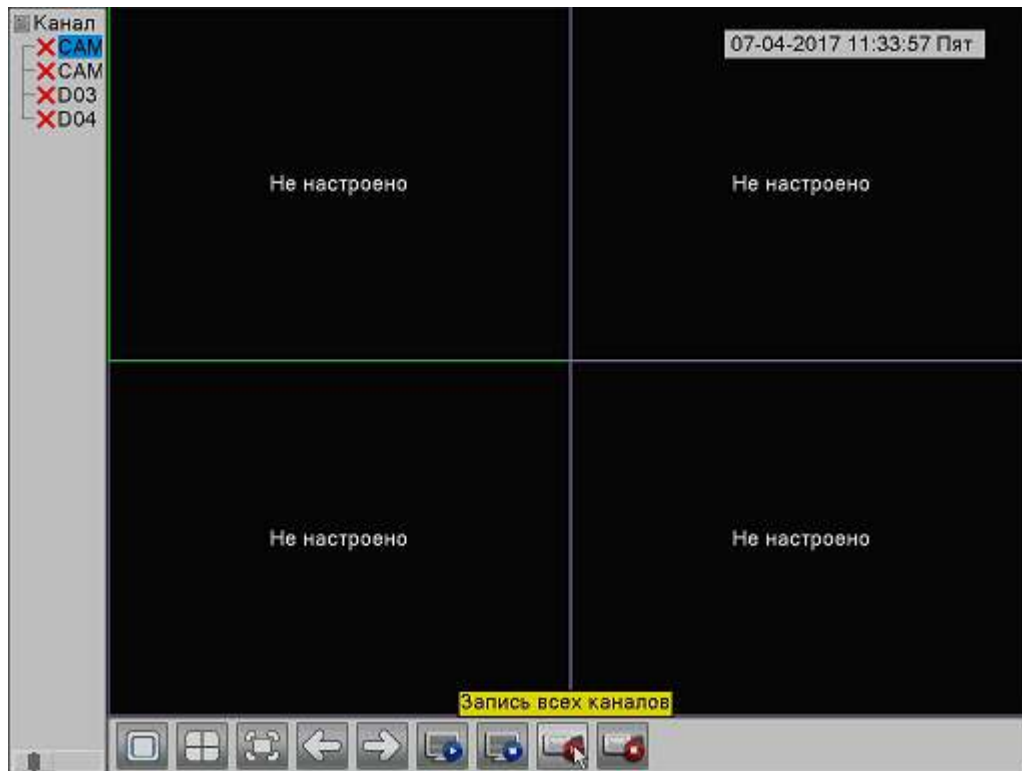 Канал
CAM
CAM
D03
D04
07-04-2017 11:33:57 Пят
Не настроено
Не настроено
Не настроено
Не настроено
Запись всех каналов